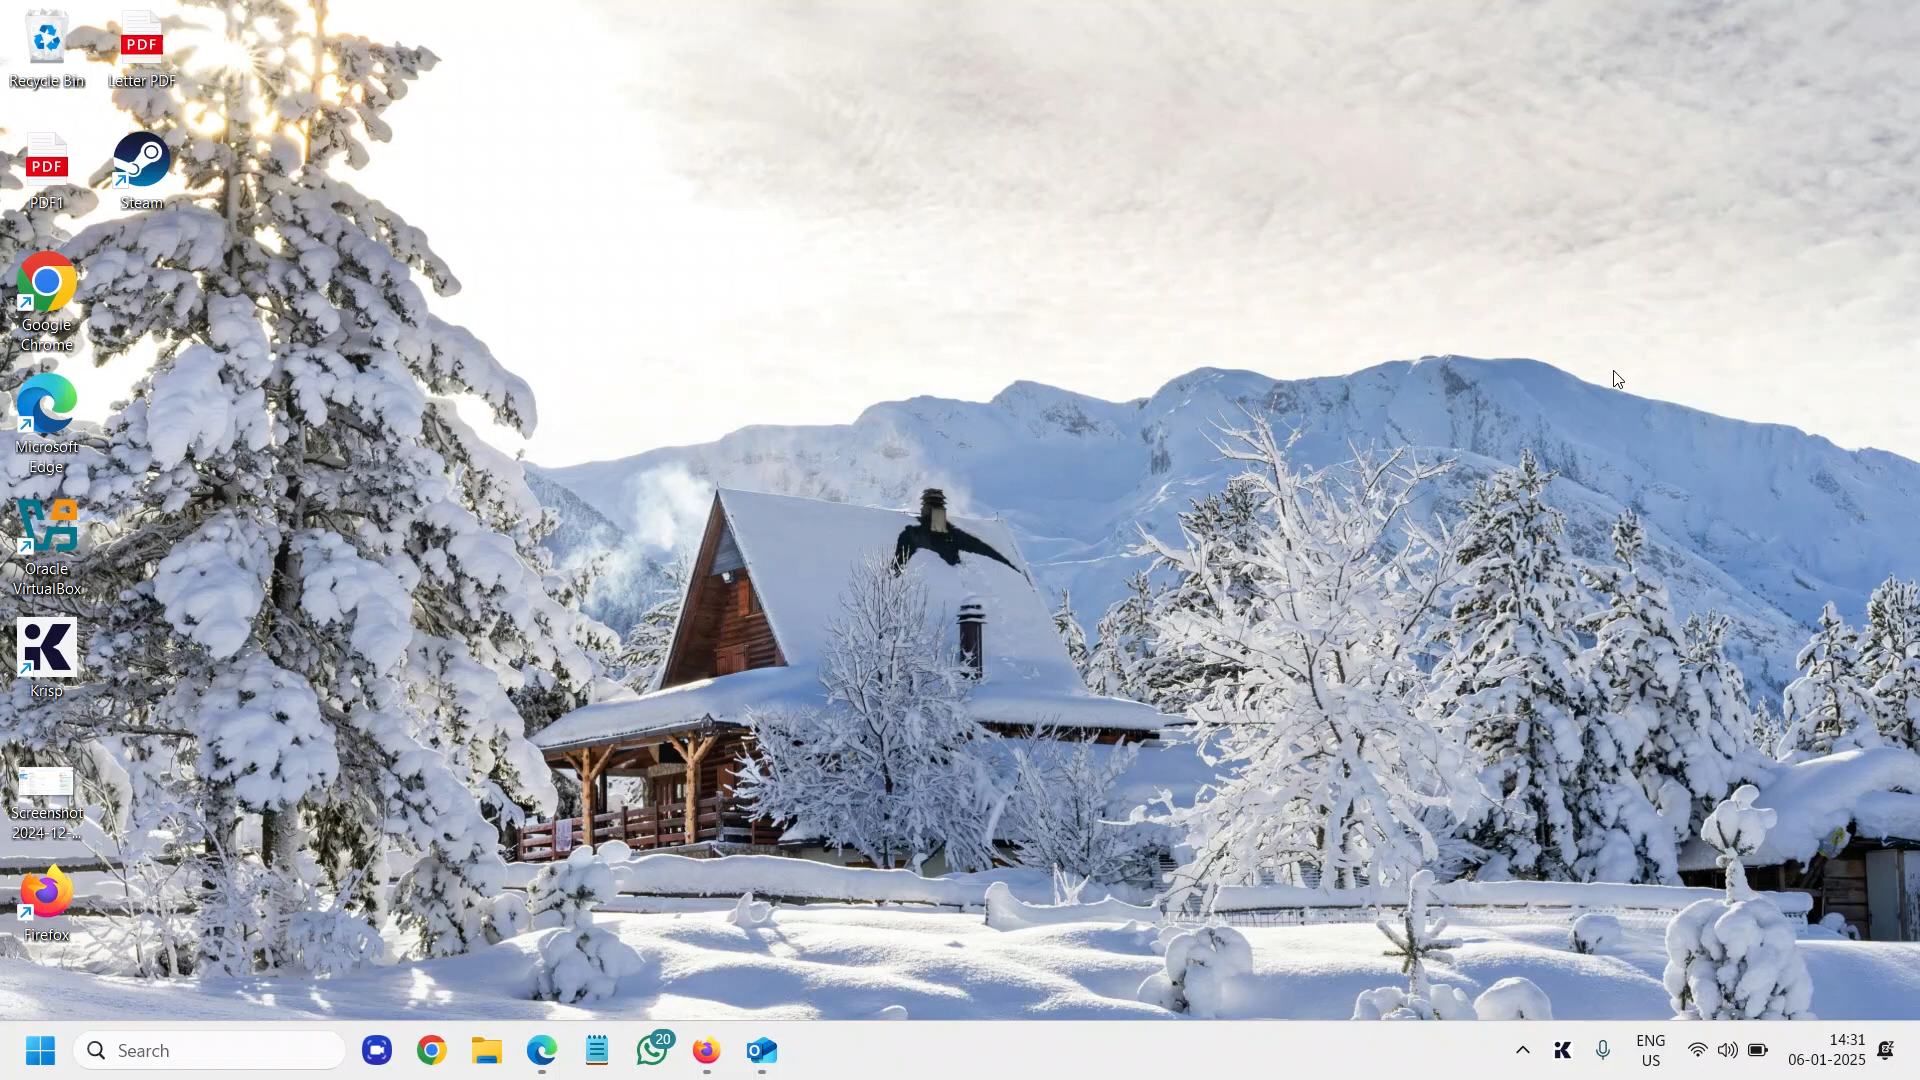 Recycle Bin
PDF
Letter PDF
PDF
PDF1
Steam
Google
Chrome
Microsoft
Edge
Oracle
VirtualBox
Krisp
Screenshot
2024-12-...
Firefox
Search
20
ENG
US
14:31
06-01-2025